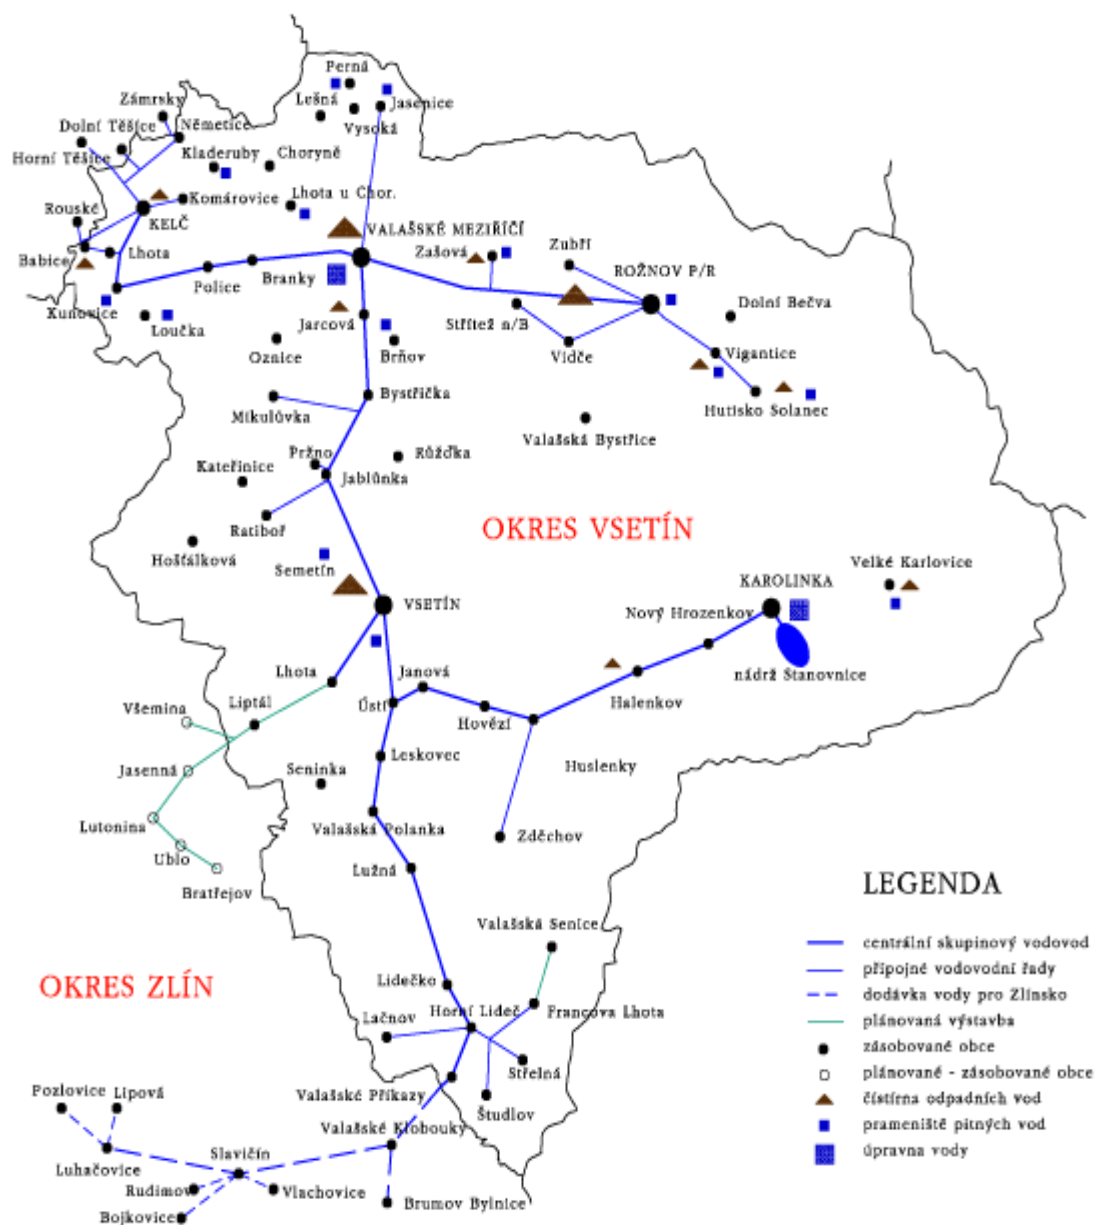 Perná
Zámrsky
Lešná
Jasenice
Vysoká
Dolní Těšice
Němetice
Horní Těšice
Kladeruby
Choryně
Komárovice
Lhota u Chor.
Rouské
KELČ
VALAŠSKÉ MEZIŘÍČÍ
Zašová
Zubří
Babice
Lhota
Branky
ROŽNOV P/R
Police
Dolní Bečva
Kunovice
Loučka
Jarcová
Střítež n/B
Oznice
Brňov
Vidče
Vigantice
Bystřička
Hutisko Solanec
Mikulůvka
Valašská Bystřice
Pržno
Růžďka
Kateřinice
Jablůnka
Ratiboř
OKRES VSETÍN
Hošťálková
Semetín
Velké Karlovice
KAROLINKA
VSETÍN
Nový Hrozenkov
Lhota
Janová
nádrž Stanovnice
Halenkov
Liptál
Ústí
Všemina
Hovězí
Leskovec
Jasenná
Seninka
Huslenky
Lutonina
Valašská Polanka
Zděchov
Ublo
Lužná
Bratřejov
LEGENDA
Valašská Senice
centrální skupinový vodovod
Lidečko
přípojné vodovodní řady
OKRES ZLÍN
dodávka vody pro Zlínsko
Horní Lideč
Francova Lhota
Lačnov
plánovaná výstavba
zásobované obce
Střelná
plánované - zásobované obce
Valašské Příkazy
Pozlovice
Lipová
čistírna odpadních vod
Študlov
prameniště pitných vod
Valašské Klobouky
úpravna vody
Slavičín
Luhačovice
Rudimov
Vlachovice
Brumov Bylnice
Bojkovice